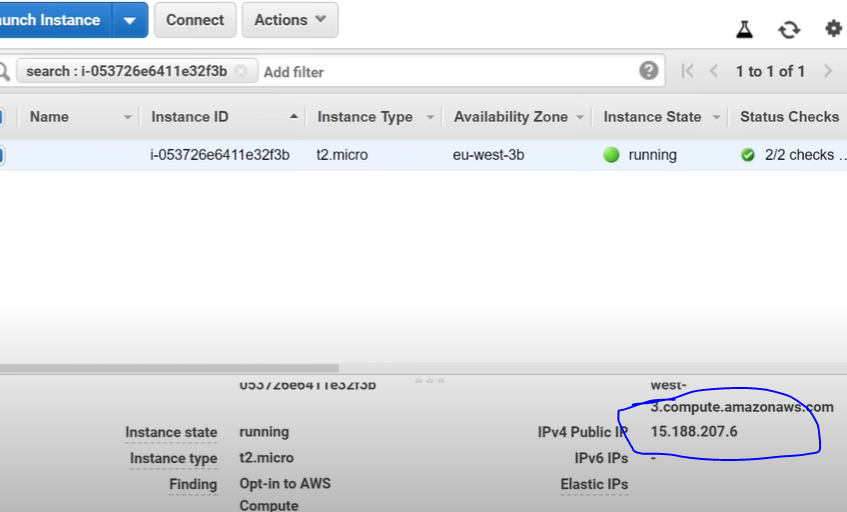 aunch Instance Connect Actions
search : i-053726e6411e32f3b Add filter 1 to 1 of 1
Name Instance ID Instance Type Availability Zone Instance State Status Checks
i-053726e6411e32f3b t2.micro eu-west-3b running 2/2 checks ...
053726e6411e32f3b west-
3.compute.amazonaws.com
Instance state running IPv4 Public IP 15.188.207.6
Instance type t2.micro IPv6 IPs -
Finding Opt-in to AWS Elastic IPs
Compute